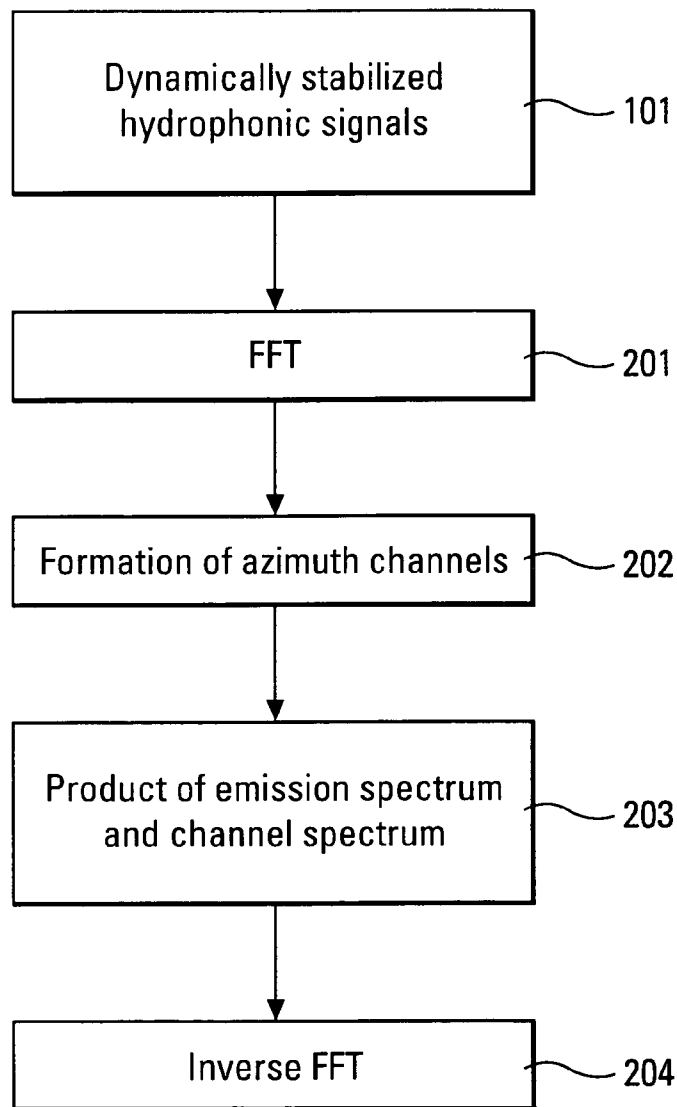 Dynamically stabilized
hydrophonic signals
101
FFT
201
Formation of azimuth channels
202
Product of emission spectrum
and channel spectrum
203
Inverse FFT
204